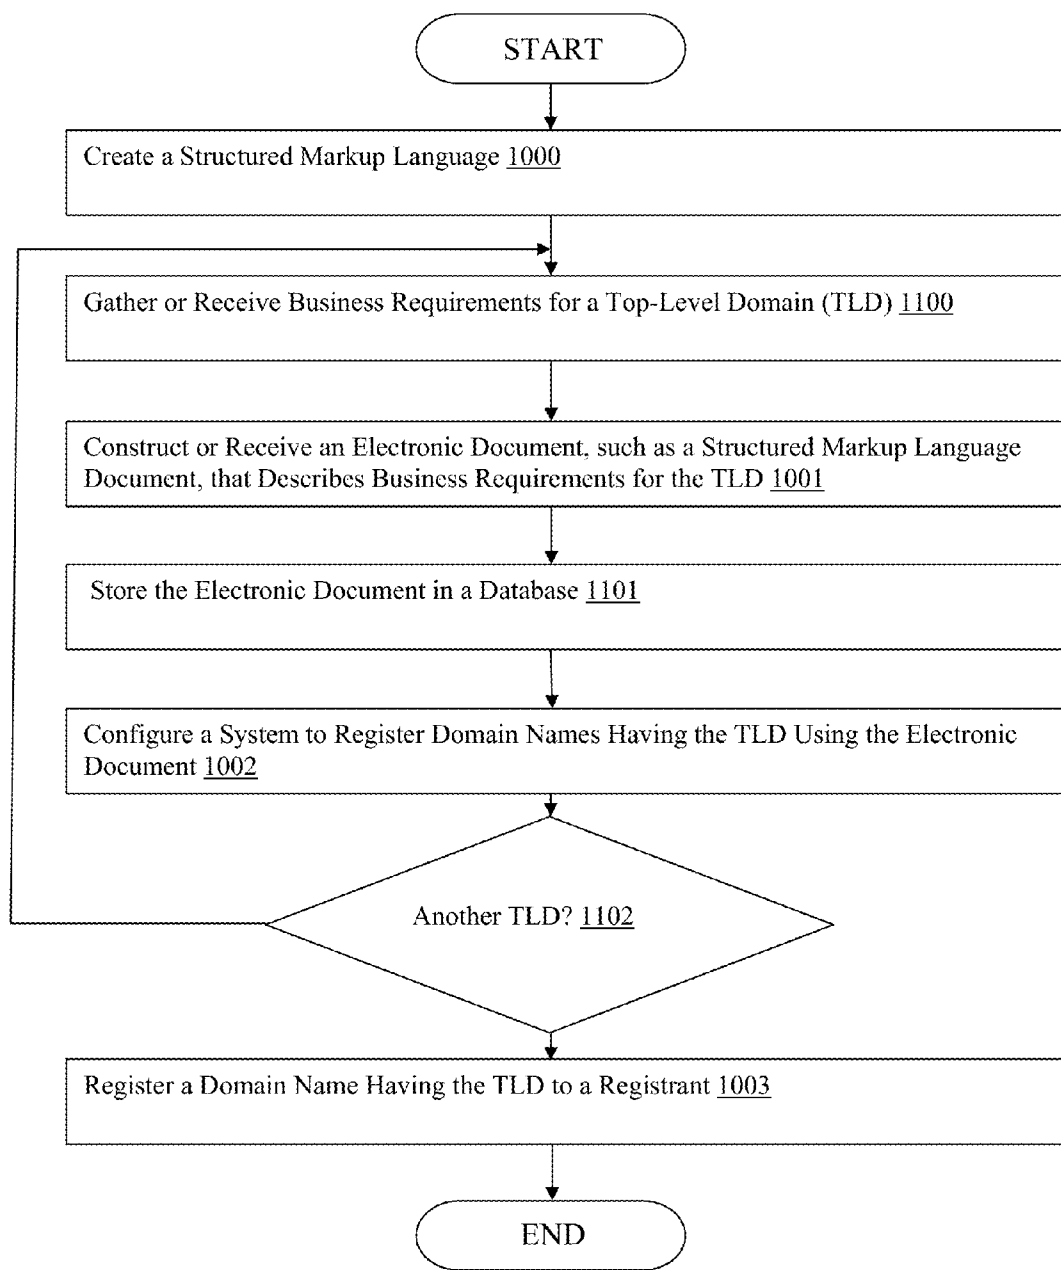 START
Create a Structured Markup Language 1000
Gather or Receive Business Requirements for a Top-Level Domain (TLD) 1100
Construct or Receive an Electronic Document, such as a Structured Markup Language
Document, that Describes Business Requirements for the TLD 1001
Store the Electronic Document in a Database 1101
Configure a System to Register Domain Names Having the TLD Using the Electronic
Document 1002
Another TLD? 1102
Register a Domain Name Having the TLD to a Registrant 1003
END